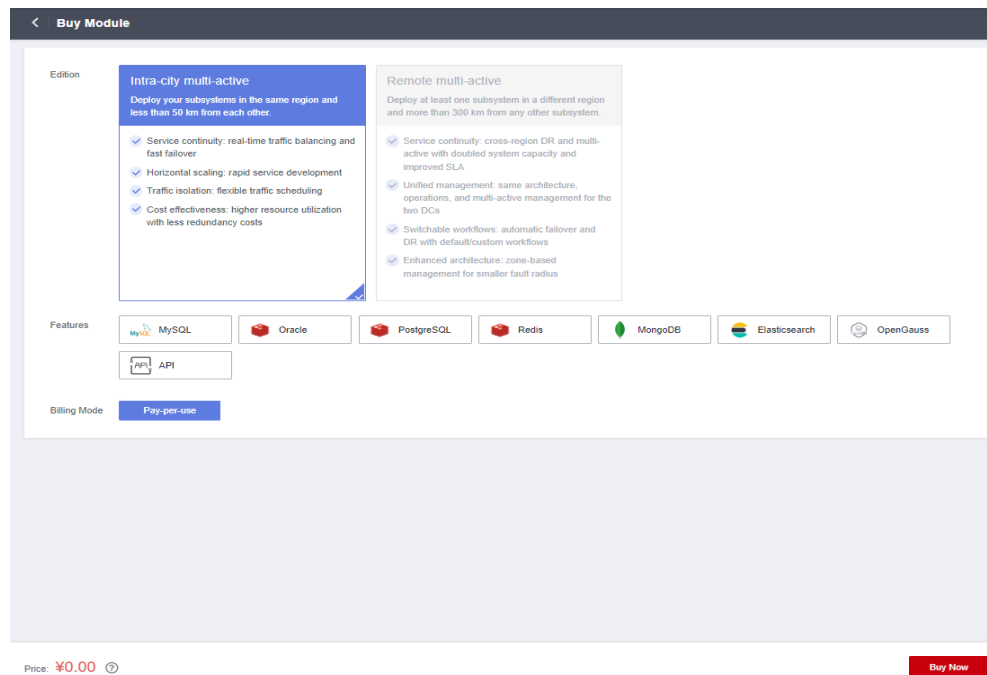 Buy Module
Edition
Intra-city multi-active
Deploy your subsystems in the same region and
less than 50 km from each other.
Service continuity: real-time traffic balancing and
fast failover
Horizontal scaling: rapid service development
Traffic isolation: flexible traffic scheduling
Cost effectiveness: higher resource utilization
with less redundancy costs
Remote multi-active
Deploy at least one subsystem in a different region
and more than 300 km from any other subsystem.
Service continuity: cross-region DR and multi-
active with doubled system capacity and
improved SLA
Unified management: same architecture,
operations, and multi-active management for the
two DCs
Switchable workflows: automatic failover and
DR with default/custom workflows
Enhanced architecture: zone-based
management for smaller fault radius
Features
MySQL MySQL
Oracle
PostgreSQL
Redis
MongoDB
Elasticsearch
OpenGauss
API API
Billing Mode
Pay-per-use
Price: ¥0.00 ?
Buy Now